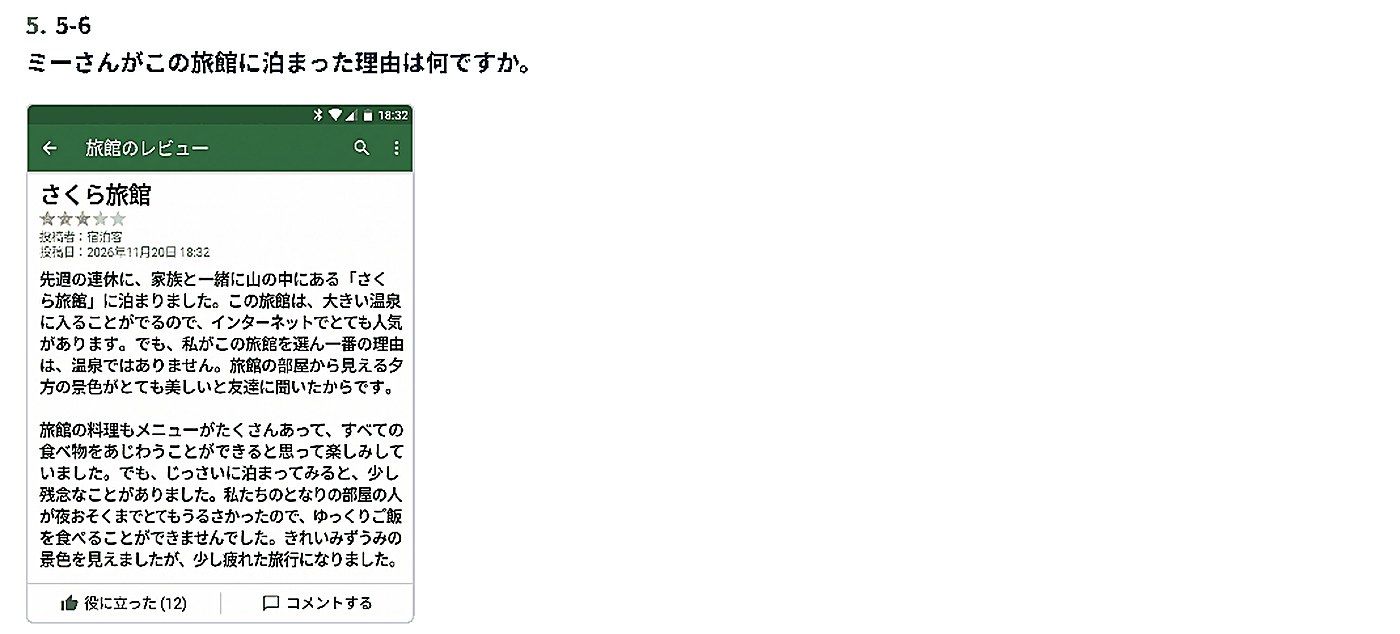 5. 5-6
ミーさんがこの旅館に泊まった理由は何ですか。
18:32
旅館のレビュー
さくら旅館
投稿者：宿泊客
投稿日：2026年11月20日 18:32
先週の連休に、家族と一緒に山の中にある「さく
ら旅館」に泊まりました。この旅館は、大きい温泉
に入ることがでるので、インターネットでとても人気
があります。でも、私がこの旅館を選ん一番の理由
は、温泉ではありません。旅館の部屋から見える夕
方の景色がとても美しいと友達に聞いたからです。
旅館の料理もメニューがたくさんあって、すべての
食べ物をあじわうことができると思って楽しみして
いました。でも、じっさいに泊まってみると、少し
残念なことがありました。私たちのとなりの部屋の人
が夜おそくまでとてもうるさかったので、ゆっくりご飯
を食べることができませんでした。きれいみずうみの
景色を見えましたが、少し疲れた旅行になりました。
役に立った (12)
コメントする